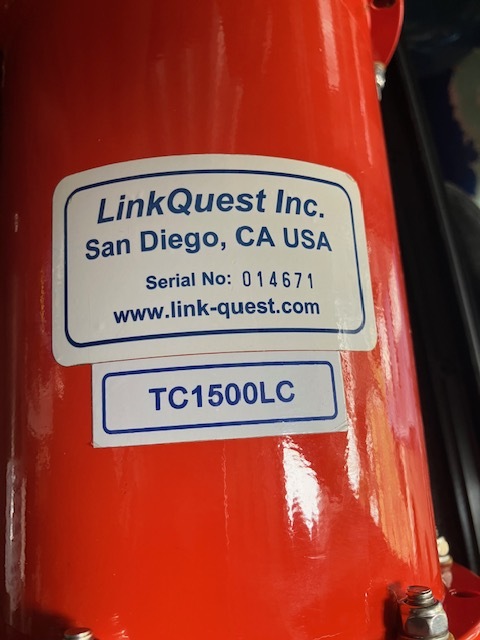 LinkQuest Inc.
San Diego, CA USA
Serial No: 014671
www.link-quest.com
TC1500LC